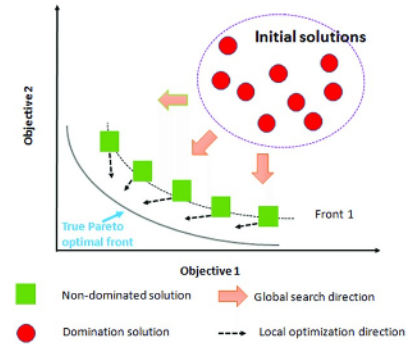 Initial solutions
Objective 2
True Pareto
optimal front
Front 1
Objective 1
Non-dominated solution
Global search direction
Domination solution
Local optimization direction